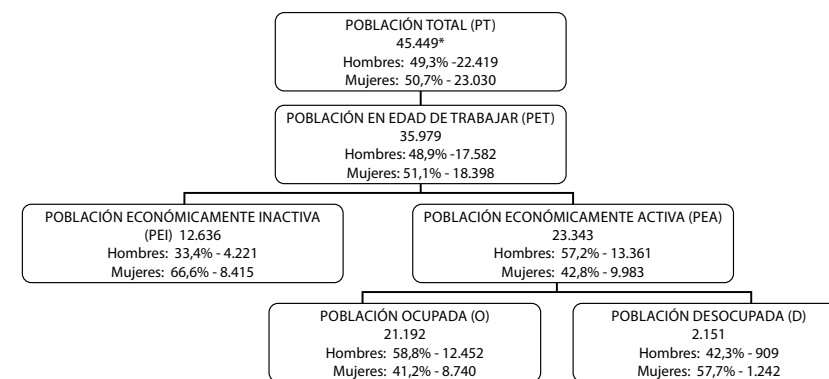 POBLACIÓN TOTAL (PT)
45.449*
Hombres: 49,3% -22.419
Mujeres: 50,7% - 23.030
POBLACIÓN EN EDAD DE TRABAJAR (PET)
35.979
Hombres: 48,9% -17.582
Mujeres: 51,1% - 18.398
POBLACIÓN ECONÓMICAMENTE INACTIVA
(PEI) 12.636
Hombres: 33,4% - 4.221
Mujeres: 66,6% - 8.415
POBLACIÓN ECONÓMICAMENTE ACTIVA (PEA)
23.343
Hombres: 57,2% - 13.361
Mujeres: 42,8% - 9.983
POBLACIÓN OCUPADA (O)
21.192
Hombres: 58,8% - 12.452
Mujeres: 41,2% - 8.740
POBLACIÓN DESOCUPADA (D)
2.151
Hombres: 42,3% - 909
Mujeres: 57,7% - 1.242